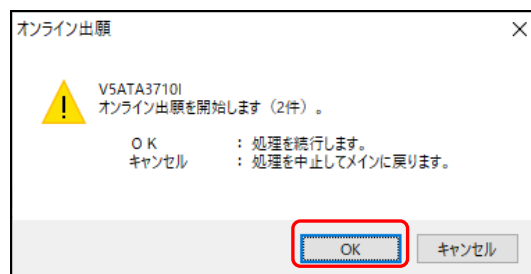 オンライン出願
V5ATA3710I
オンライン出願を開始します（2件）。
ＯＫ　　　　：　処理を続行します。
キャンセル　　：　処理を中止してメインに戻ります。
OK　キャンセル